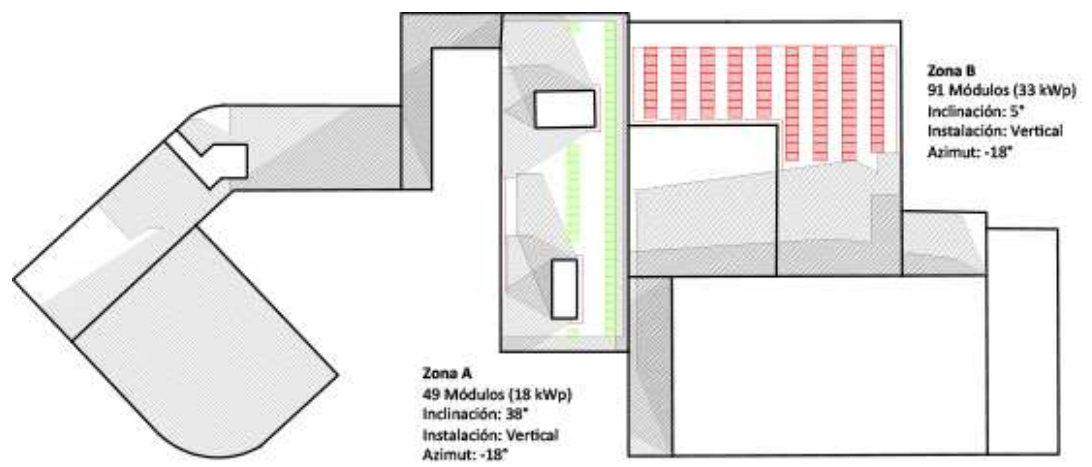 Zona B
91 Módulos (33 kWp)
Inclinación: 5°
Instalación: Vertical
Azimut: -18°
Zona A
49 Módulos (18 kWp)
Inclinación: 38°
Instalación: Vertical
Azimut: -18°